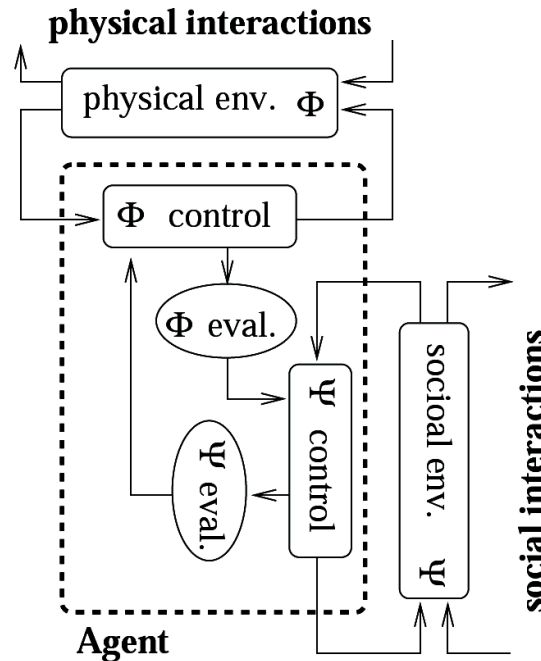 physical interactions
physical env. Φ
Φ control
Φ eval.
Ψ control
Ψ eval.
socioal env. Ψ
social interactions
Agent